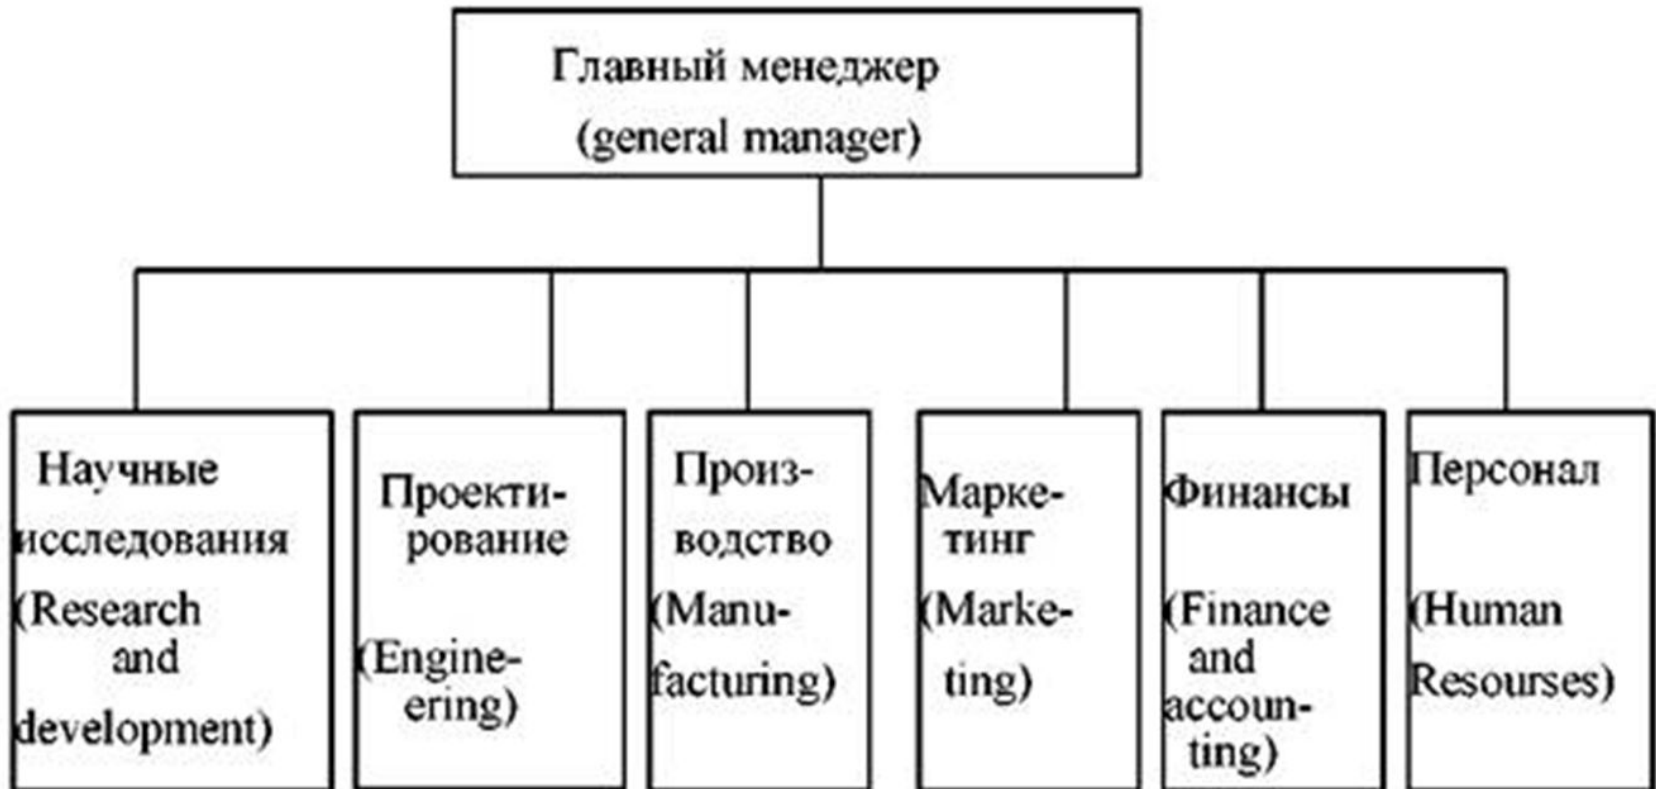 Главный менеджер
(general manager)
Научные
исследования
(Research
and
development)
Проекти-
рование
(Engine-
ering)
Произ-
водство
(Manu-
facturing)
Марке-
тинг
(Marke-
ting)
Финансы
(Finance
and
accoun-
ting)
Персонал
(Human
Resourses)